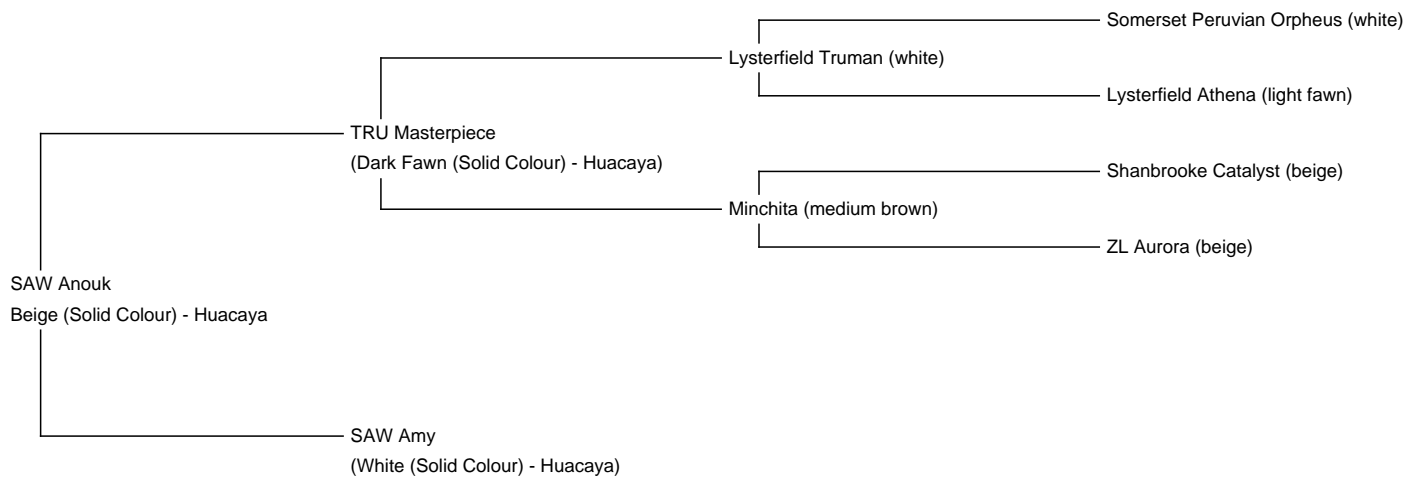 Somerset Peruvian Orpheus (white)
Lysterfield Truman (white)
Lysterfield Athena (light fawn)
TRU Masterpiece
(Dark Fawn (Solid Colour) - Huacaya)
Shanbrooke Catalyst (beige)
Minchita (medium brown)
ZL Aurora (beige)
SAW Anouk
Beige (Solid Colour) - Huacaya
SAW Amy
(White (Solid Colour) - Huacaya)